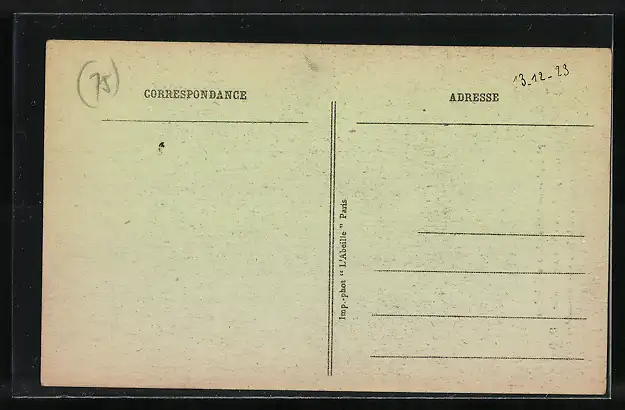 (75)
13-12-23
CORRESPONDANCE
ADRESSE
Imp.-phot " L'Abeille " Paris